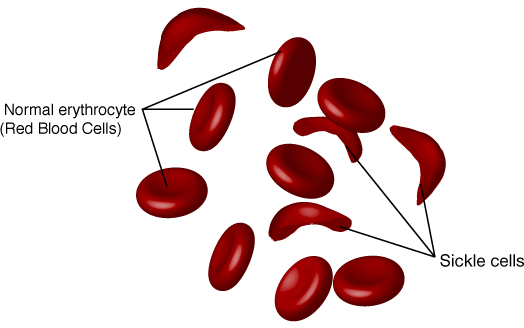 Normal erythrocyte
(Red Blood Cells)
Sickle cells